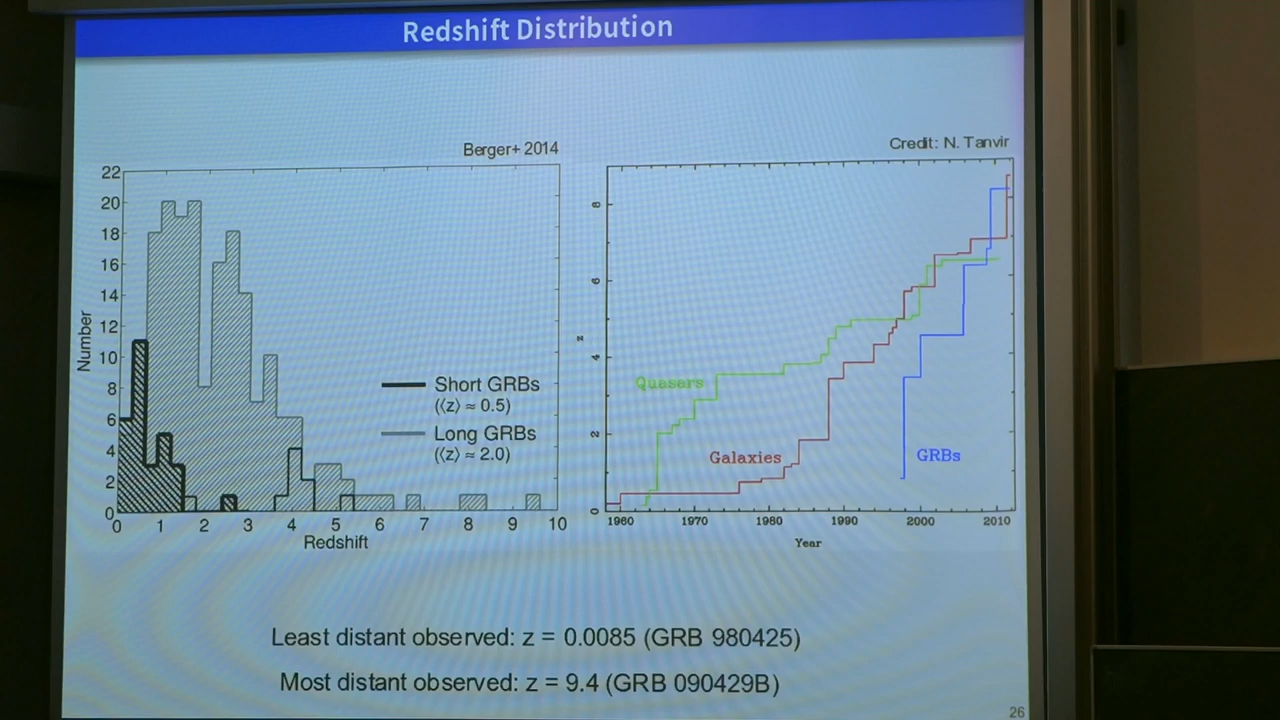 Redshift Distribution
Berger+ 2014
22
20
18
16
14
12
10
8
6
4
2
0
Number
0 1 2 3 4 5 6 7 8 9 10
Redshift
Short GRBs
(⟨z⟩ ≈ 0.5)
Long GRBs
(⟨z⟩ ≈ 2.0)
Credit: N. Tanvir
8
6
4
2
0
z
1960 1970 1980 1990 2000 2010
Year
Quasars
Galaxies
GRBs
Least distant observed: z = 0.0085 (GRB 980425)
Most distant observed: z = 9.4 (GRB 090429B)
26